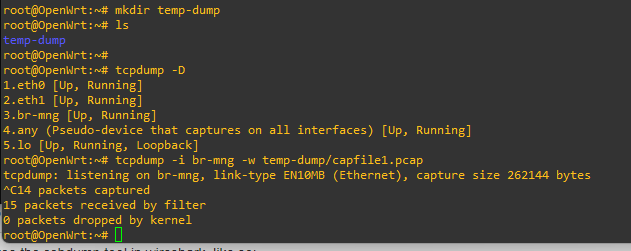 root@OpenWrt:~# mkdir temp-dump
root@OpenWrt:~# ls
temp-dump
root@OpenWrt:~#
root@OpenWrt:~# tcpdump -D
1.eth0 [Up, Running]
2.eth1 [Up, Running]
3.br-mng [Up, Running]
4.any (Pseudo-device that captures on all interfaces) [Up, Running]
5.lo [Up, Running, Loopback]
root@OpenWrt:~# tcpdump -i br-mng -w temp-dump/capfile1.pcap
tcpdump: listening on br-mng, link-type EN10MB (Ethernet), capture size 262144 bytes
^C14 packets captured
15 packets received by filter
0 packets dropped by kernel
root@OpenWrt:~#